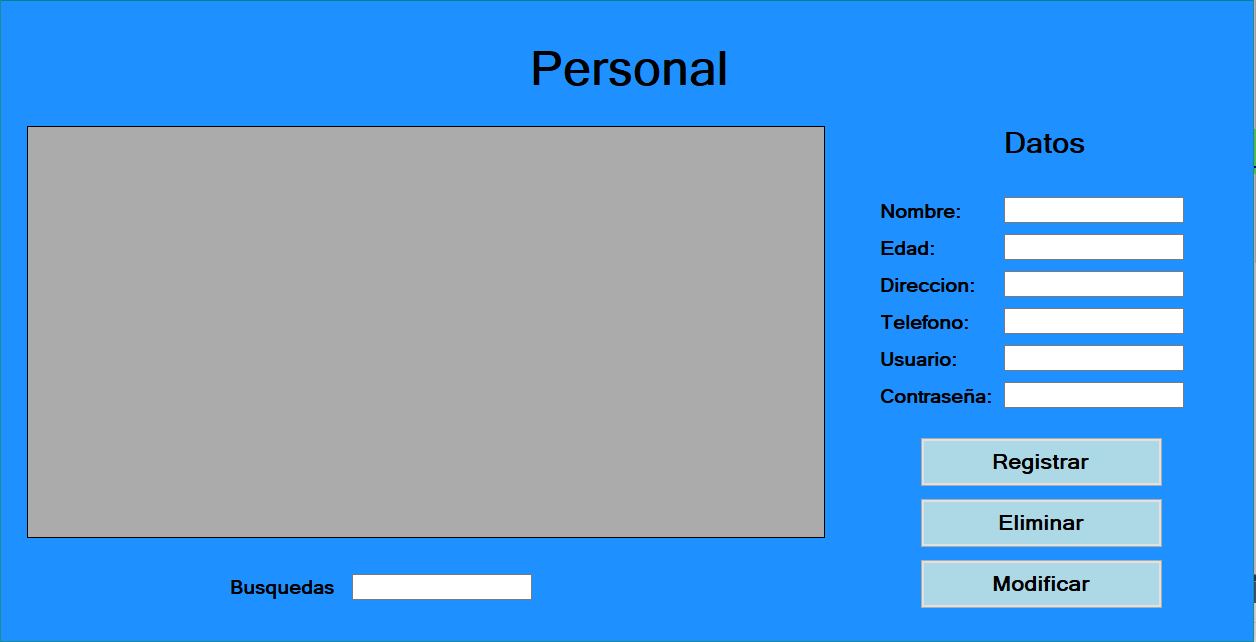 Personal
Datos
Nombre:
Edad:
Direccion:
Telefono:
Usuario:
Contraseña:
Registrar
Eliminar
Modificar
Busquedas